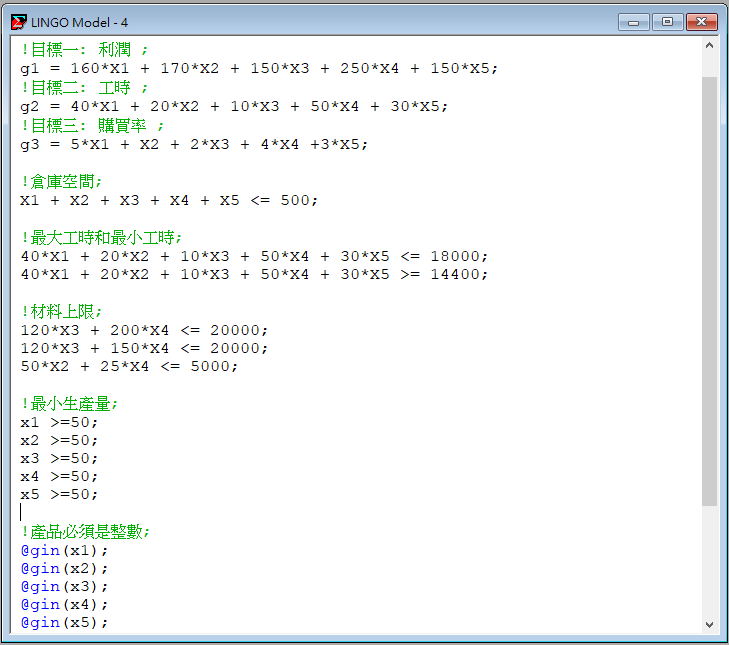 LINGO Model - 4
!目標一: 利潤 ;
g1 = 160*X1 + 170*X2 + 150*X3 + 250*X4 + 150*X5;
!目標二: 工時 ;
g2 = 40*X1 + 20*X2 + 10*X3 + 50*X4 + 30*X5;
!目標三: 購買率 ;
g3 = 5*X1 + X2 + 2*X3 + 4*X4 +3*X5;
!倉庫空間;
X1 + X2 + X3 + X4 + X5 <= 500;
!最大工時和最小工時;
40*X1 + 20*X2 + 10*X3 + 50*X4 + 30*X5 <= 18000;
40*X1 + 20*X2 + 10*X3 + 50*X4 + 30*X5 >= 14400;
!材料上限;
120*X3 + 200*X4 <= 20000;
120*X3 + 150*X4 <= 20000;
50*X2 + 25*X4 <= 5000;
!最小生產量;
x1 >=50;
x2 >=50;
x3 >=50;
x4 >=50;
x5 >=50;
!產品必須是整數;
@gin(x1);
@gin(x2);
@gin(x3);
@gin(x4);
@gin(x5);